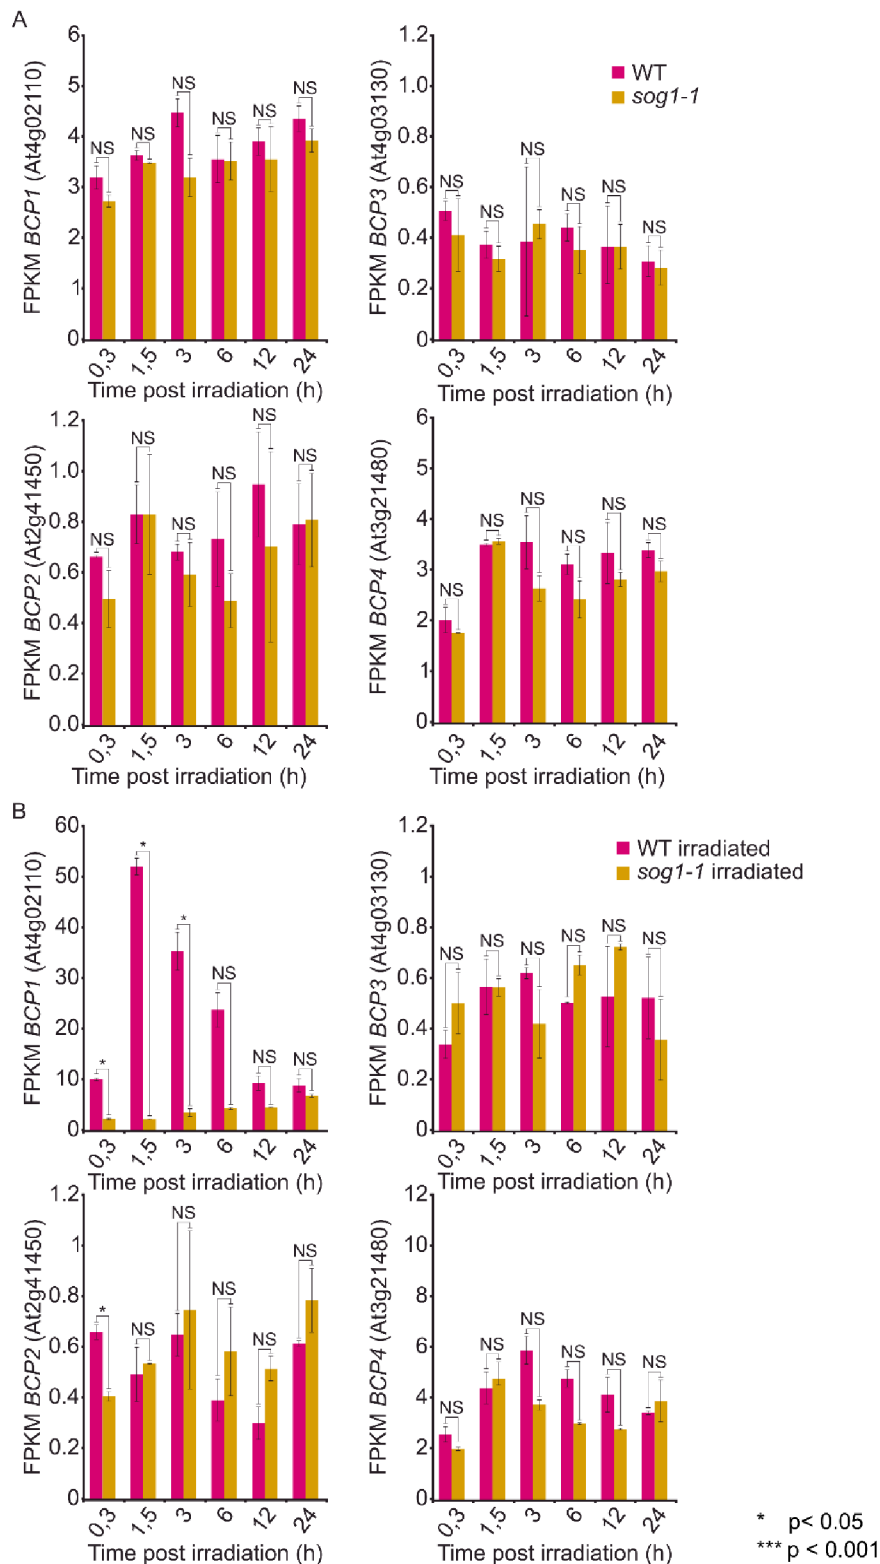 A
FPKM BCP1 (At4g02110)
6
5
4
3
2
1
0
NS NS NS NS NS NS
0,3 1,5 3 6 12 24
Time post irradiation (h)
FPKM BCP3 (At4g03130)
1.2
1.0
0.8
0.6
0.4
0.2
0
WT
sog1-1
NS NS NS NS NS NS
0,3 1,5 3 6 12 24
Time post irradiation (h)
FPKM BCP2 (At2g41450)
1.2
1.0
0.8
0.6
0.4
0.2
0.0
NS NS NS NS NS NS
0,3 1,5 3 6 12 24
Time post irradiation (h)
FPKM BCP4 (At3g21480)
6
5
4
3
2
1
0
NS NS NS NS NS NS
0,3 1,5 3 6 12 24
Time post irradiation (h)
B
FPKM BCP1 (At4g02110)
60
50
40
30
20
10
0
* * * NS NS NS
0,3 1,5 3 6 12 24
Time post irradiation (h)
FPKM BCP3 (At4g03130)
1.2
1
0.8
0.6
0.4
0.2
0
WT irradiated
sog1-1 irradiated
NS NS NS NS NS NS
0,3 1,5 3 6 12 24
Time post irradiation (h)
FPKM BCP2 (At2g41450)
1.2
1
0.8
0.6
0.4
0.2
0
* NS NS NS NS NS
0,3 1,5 3 6 12 24
Time post irradiation (h)
FPKM BCP4 (At3g21480)
12
10
8
6
4
2
0
NS NS NS NS NS NS
0,3 1,5 3 6 12 24
Time post irradiation (h)
* p< 0.05
*** p < 0.001